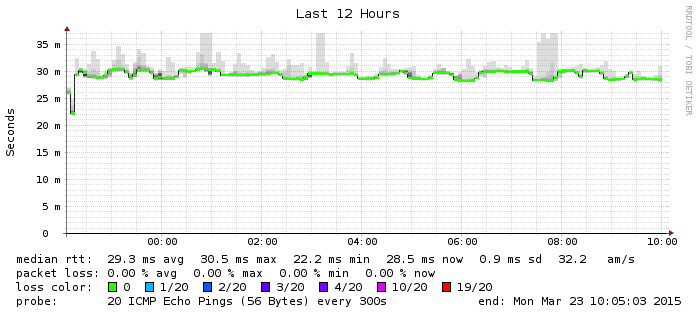 Last 12 Hours
RRDTOOL / TOBI OETIKER
Seconds
35 m
30 m
25 m
20 m
15 m
10 m
5 m
0
00:00 02:00 04:00 06:00 08:00 10:00
median rtt: 29.3 ms avg 30.5 ms max 22.2 ms min 28.5 ms now 0.9 ms sd 32.2 am/s
packet loss: 0.00 % avg 0.00 % max 0.00 % min 0.00 % now
loss color: 0 1/20 2/20 3/20 4/20 10/20 19/20
probe: 20 ICMP Echo Pings (56 Bytes) every 300s end: Mon Mar 23 10:05:03 2015